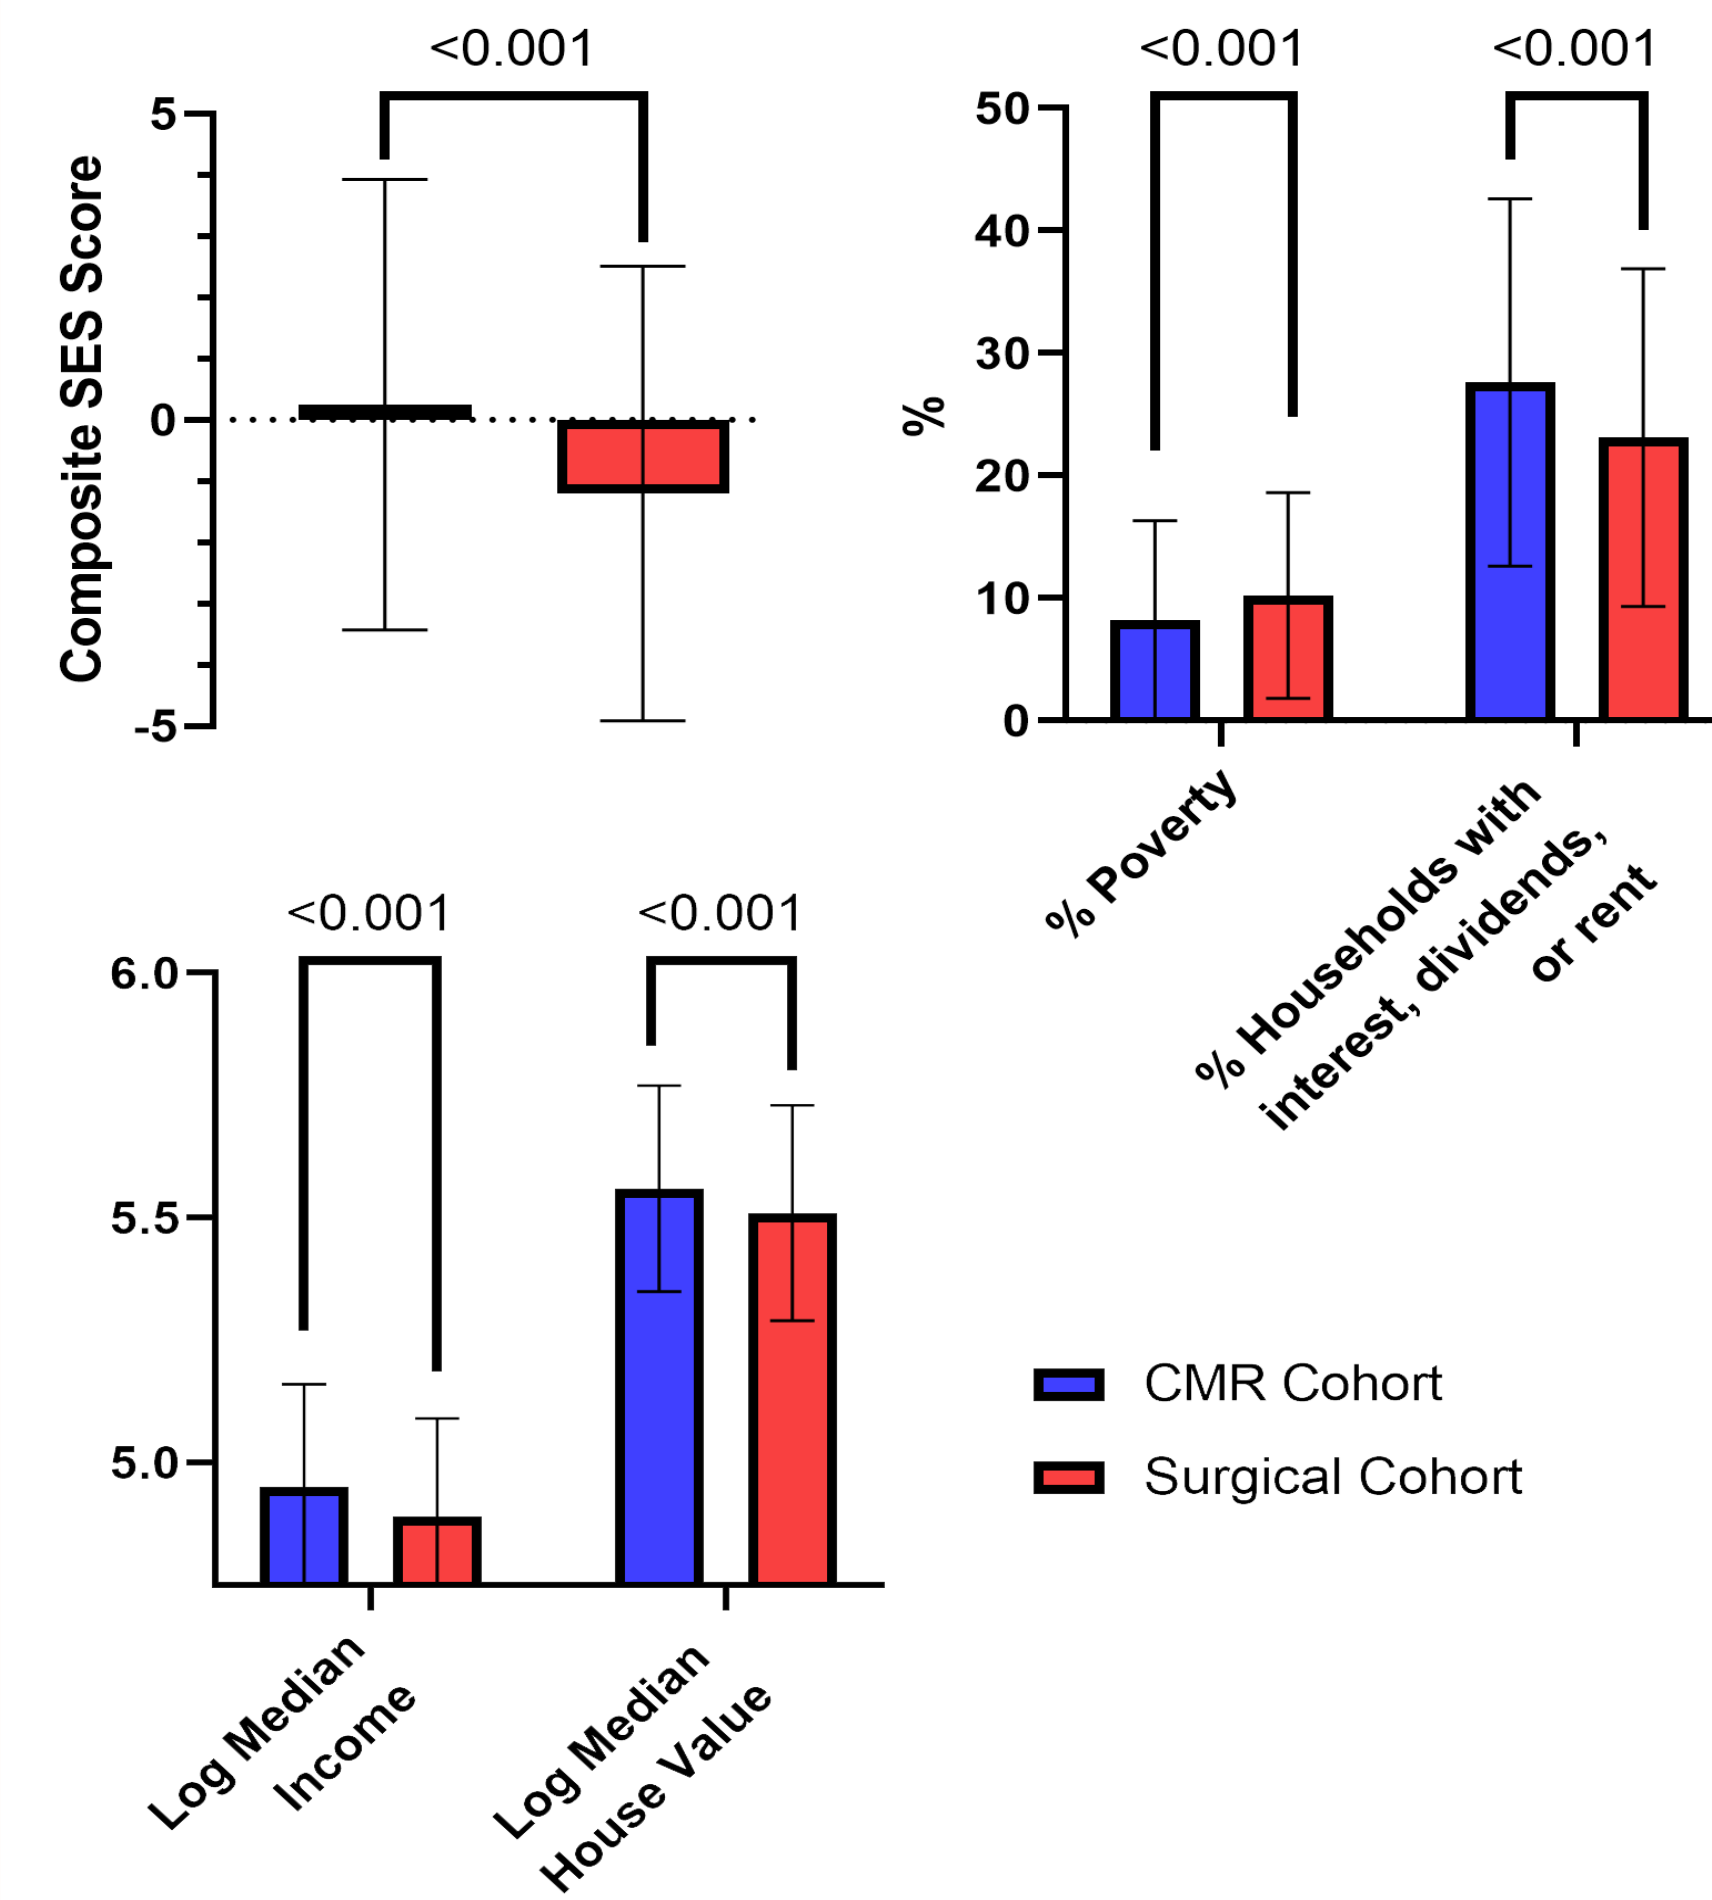 <0.001
5
0
-5
Composite SES Score
<0.001
<0.001
50
40
30
20
10
0
%
% Poverty
% Households with
interest, dividends,
or rent
<0.001
<0.001
6.0
5.5
5.0
Log Median
Income
Log Median
House Value
CMR Cohort
Surgical Cohort